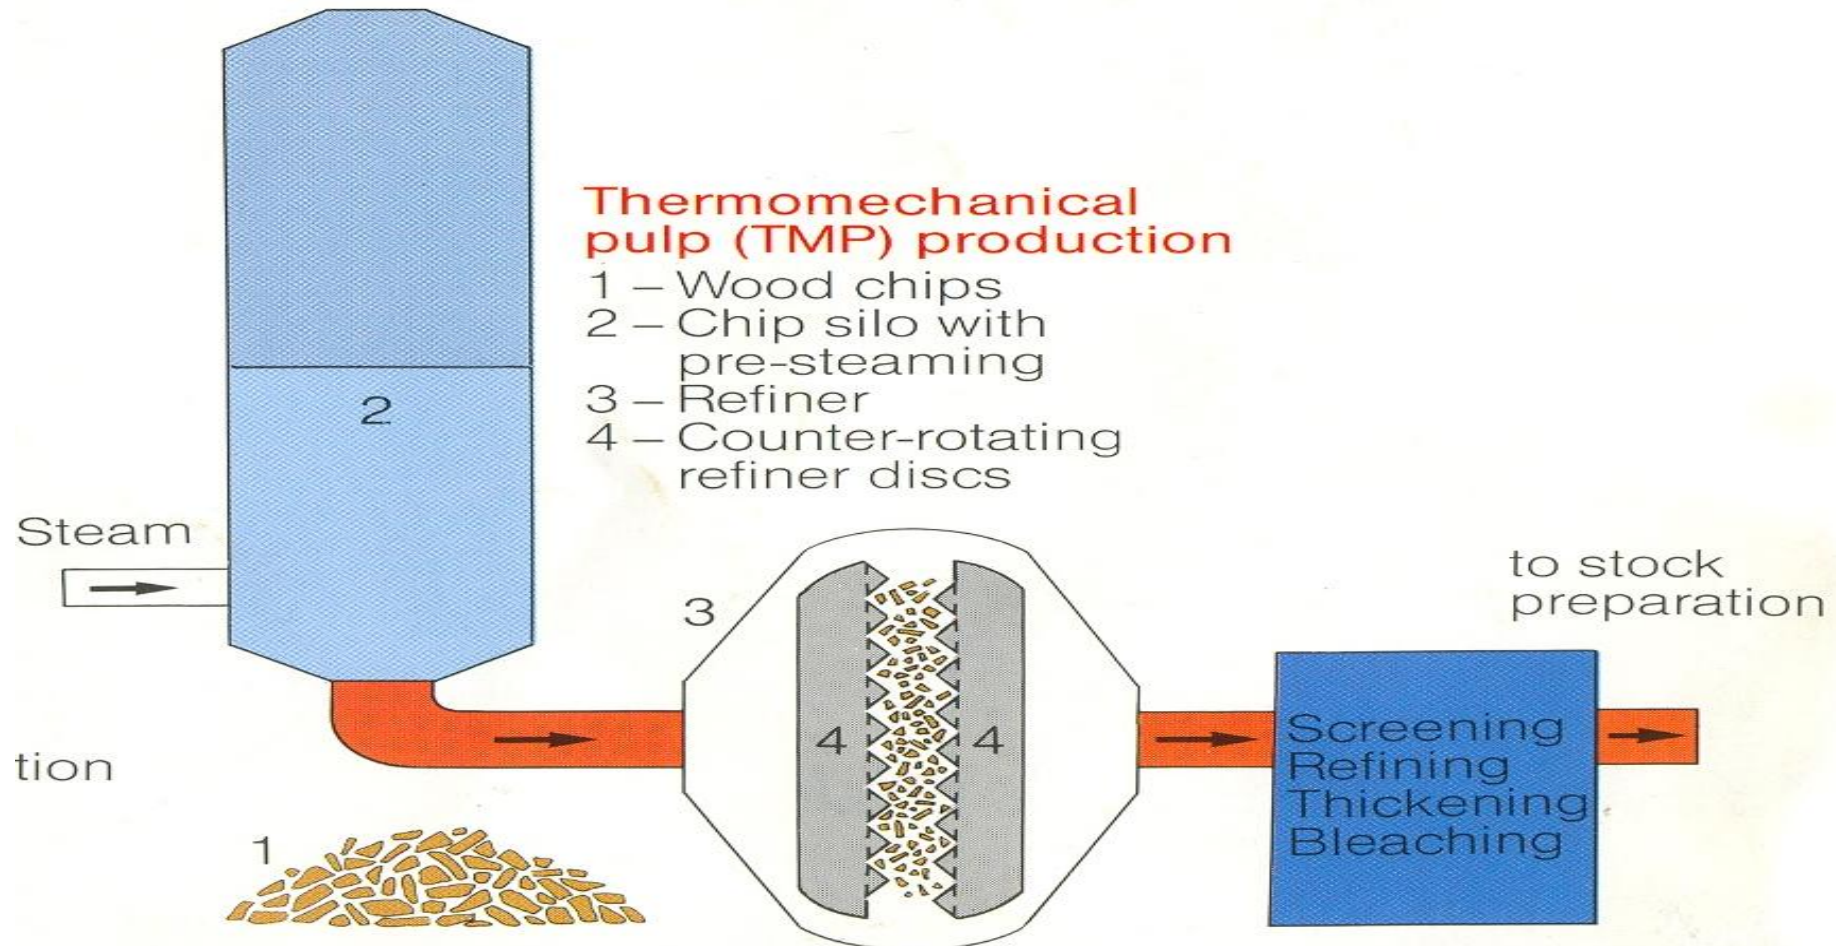 Thermomechanical
pulp (TMP) production
1 – Wood chips
2 – Chip silo with
pre-steaming
3 – Refiner
4 – Counter-rotating
refiner discs
2
Steam
3
to stock
preparation
4
4
Screening
Refining
Thickening
Bleaching
tion
1